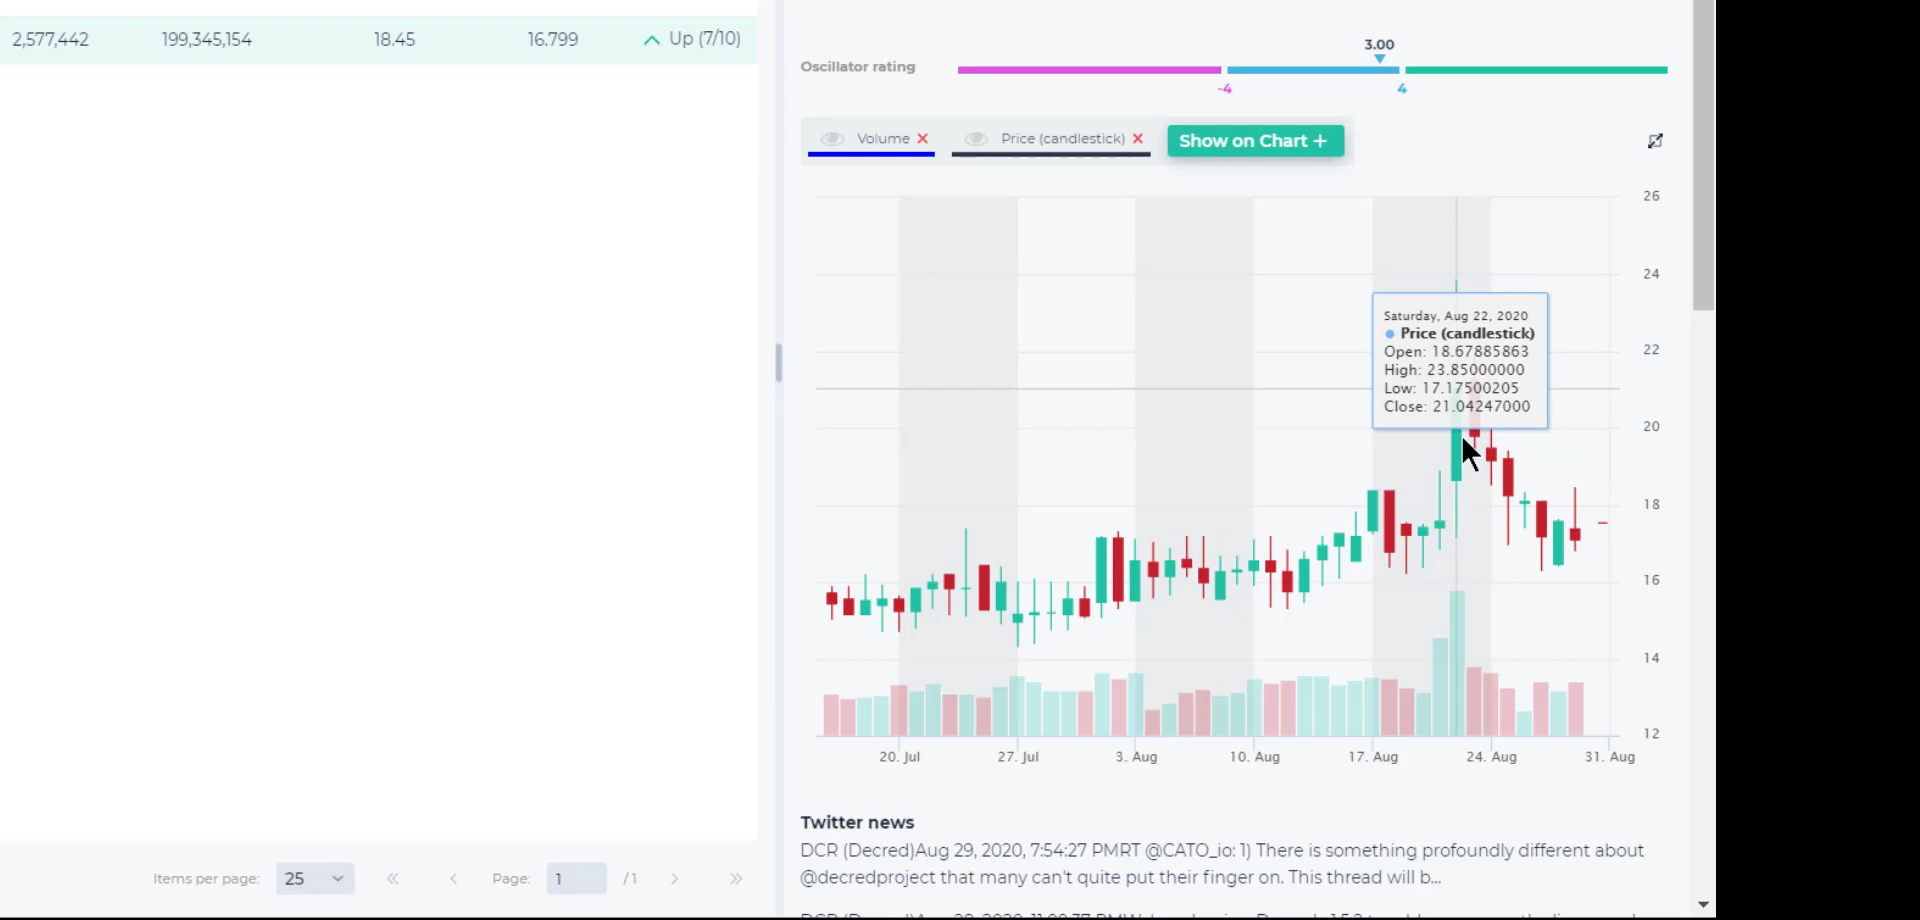 2,577,442 199,345,154 18.45 16.799 Up (7/10)
3.00
Oscillator rating
-4 4
Volume Price (candlestick) Show on Chart +
26
24
22
20
18
16
14
12
Saturday, Aug 22, 2020
Price (candlestick)
Open: 18.67885863
High: 23.85000000
Low: 17.17500205
Close: 21.04247000
20. Jul 27. Jul 3. Aug 10. Aug 17. Aug 24. Aug 31. Aug
Twitter news
DCR (Decred)Aug 29, 2020, 7:54:27 PMRT @CATO_io: 1) There is something profoundly different about
@decredproject that many can't quite put their finger on. This thread will b...
Items per page: 25 Page: 1 / 1